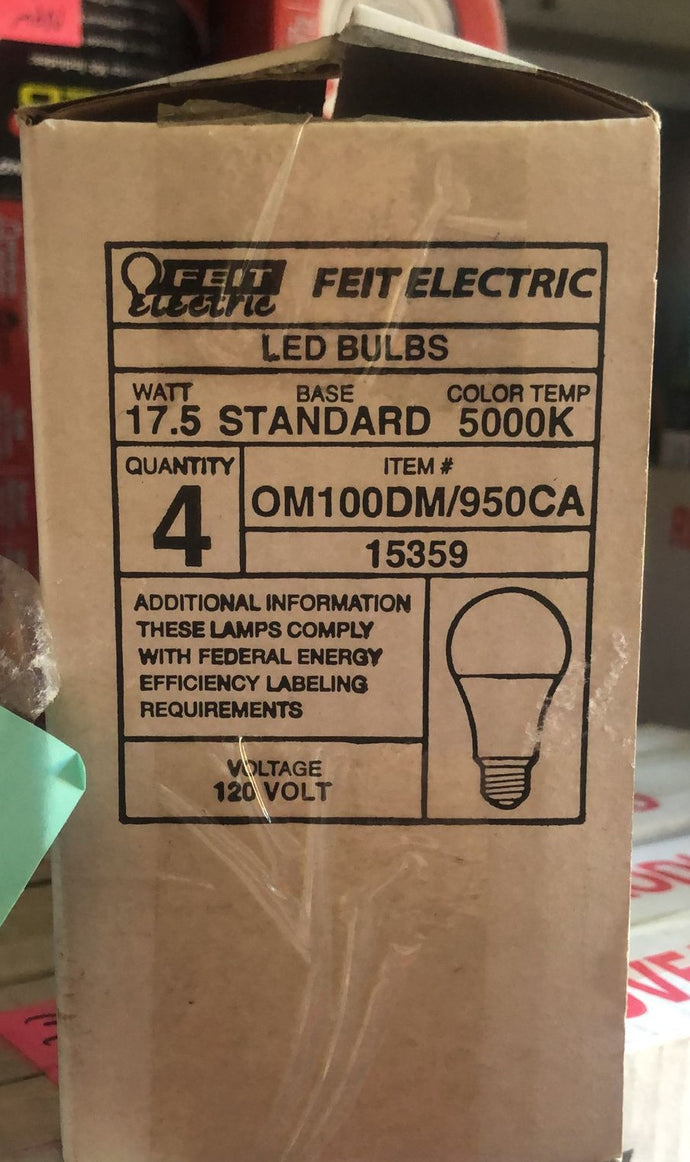 FEIT
Electric
FEIT ELECTRIC
LED BULBS
WATT BASE COLOR TEMP
17.5 STANDARD 5000K
QUANTITY
4
ITEM #
OM100DM/950CA
15359
ADDITIONAL INFORMATION
THESE LAMPS COMPLY
WITH FEDERAL ENERGY
EFFICIENCY LABELING
REQUIREMENTS
VOLTAGE
120 VOLT